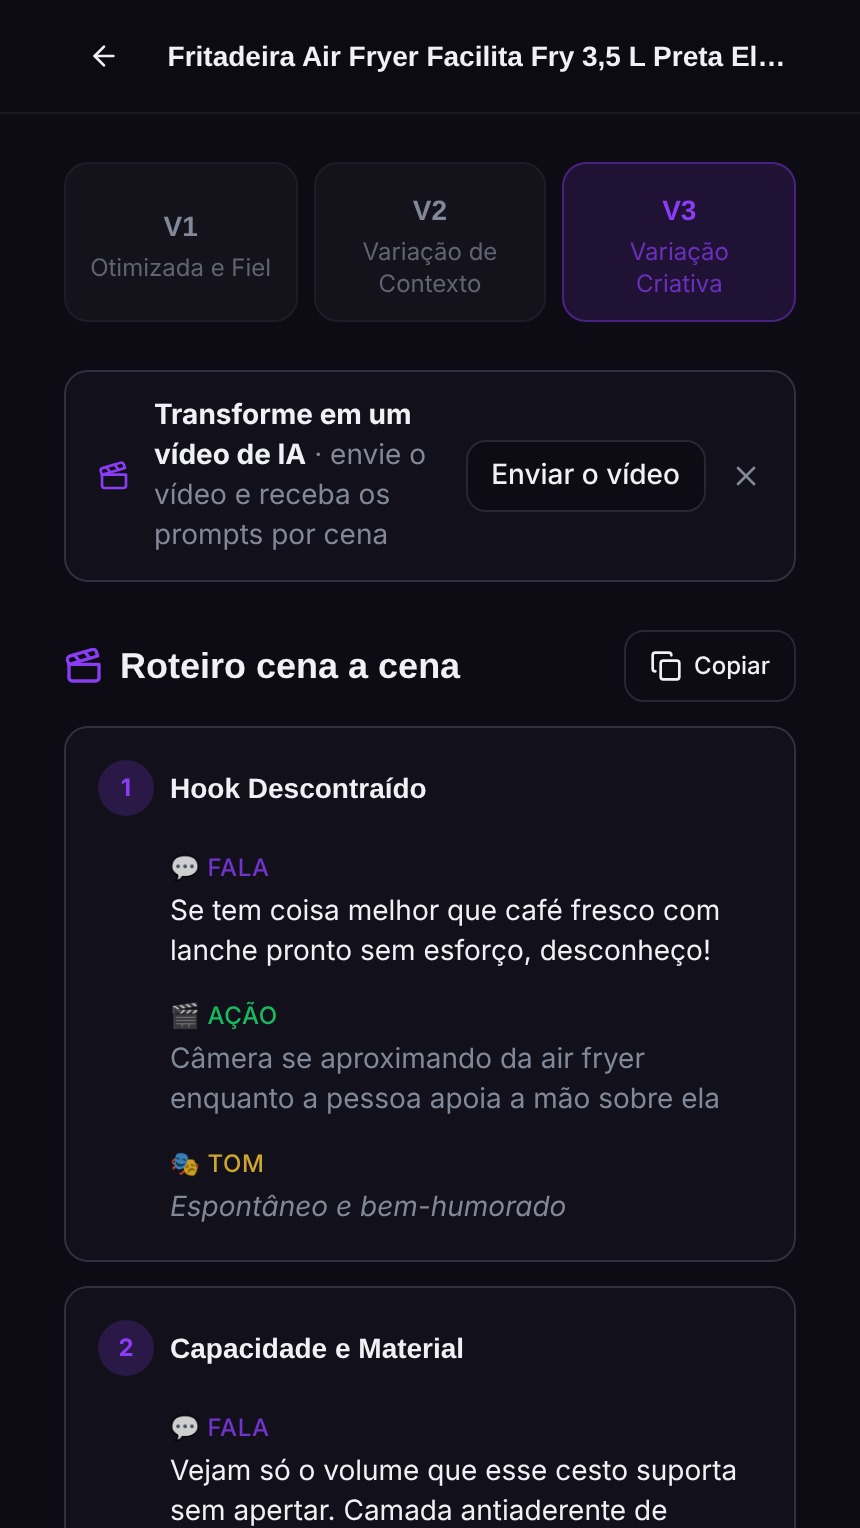 Fritadeira Air Fryer Facilita Fry 3,5 L Preta El...
V1
Otimizada e Fiel
V2
Variação de
Contexto
V3
Variação
Criativa
Transforme em um
vídeo de IA · envie o
vídeo e receba os
prompts por cena
Enviar o vídeo
Roteiro cena a cena
Copiar
1
Hook Descontraído
FALA
Se tem coisa melhor que café fresco com
lanche pronto sem esforço, desconheço!
AÇÃO
Câmera se aproximando da air fryer
enquanto a pessoa apoia a mão sobre ela
TOM
Espontâneo e bem-humorado
2
Capacidade e Material
FALA
Vejam só o volume que esse cesto suporta
sem apertar. Camada antiaderente de